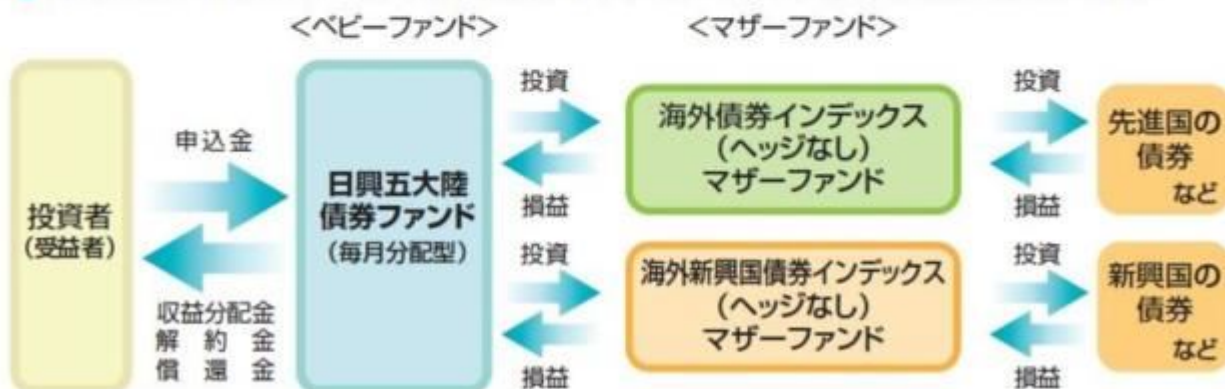 <ベビーファンド>
<マザーファンド>
投資者
(受益者)
申込金
収益分配金
解約金
償還金
日興五大陸
債券ファンド
(毎月分配型)
投資
損益
投資
損益
海外債券インデックス
(ヘッジなし)
マザーファンド
海外新興国債券インデックス
(ヘッジなし)
マザーファンド
投資
損益
投資
損益
先進国の
債券
など
新興国の
債券
など